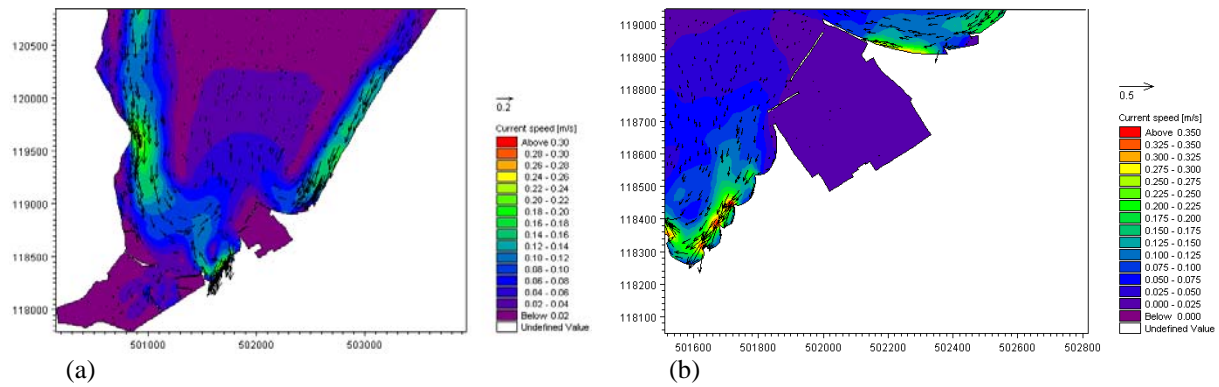 120500
120000
119500
119000
118500
118000
501000 502000 503000
0.2
Current speed [m/s]
Above 0.30
0.28 - 0.30
0.26 - 0.28
0.24 - 0.26
0.22 - 0.24
0.20 - 0.22
0.18 - 0.20
0.16 - 0.18
0.14 - 0.16
0.12 - 0.14
0.10 - 0.12
0.08 - 0.10
0.06 - 0.08
0.04 - 0.06
0.02 - 0.04
Below 0.02
Undefined Value
(a)
119000
118900
118800
118700
118600
118500
118400
118300
118200
118100
501600 501800 502000 502200 502400 502600 502800
0.5
Current speed [m/s]
Above 0.350
0.325 - 0.350
0.300 - 0.325
0.275 - 0.300
0.250 - 0.275
0.225 - 0.250
0.200 - 0.225
0.175 - 0.200
0.150 - 0.175
0.125 - 0.150
0.100 - 0.125
0.075 - 0.100
0.050 - 0.075
0.025 - 0.050
0.000 - 0.025
Below 0.000
Undefined Value
(b)